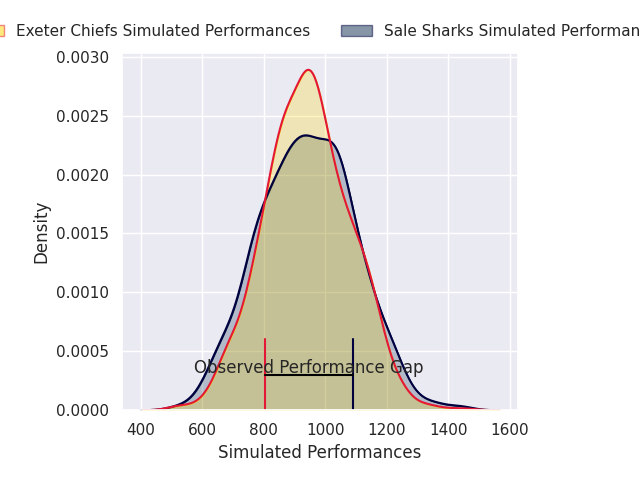 Exeter Chiefs Simulated Performances
Sale Sharks Simulated
0.0030
0.0025
0.0020
0.0015
0.0010
0.0005
0.0000
Density
Observed Performance Gap
400 600 800 1000 1200 1400 1600
Simulated Performances